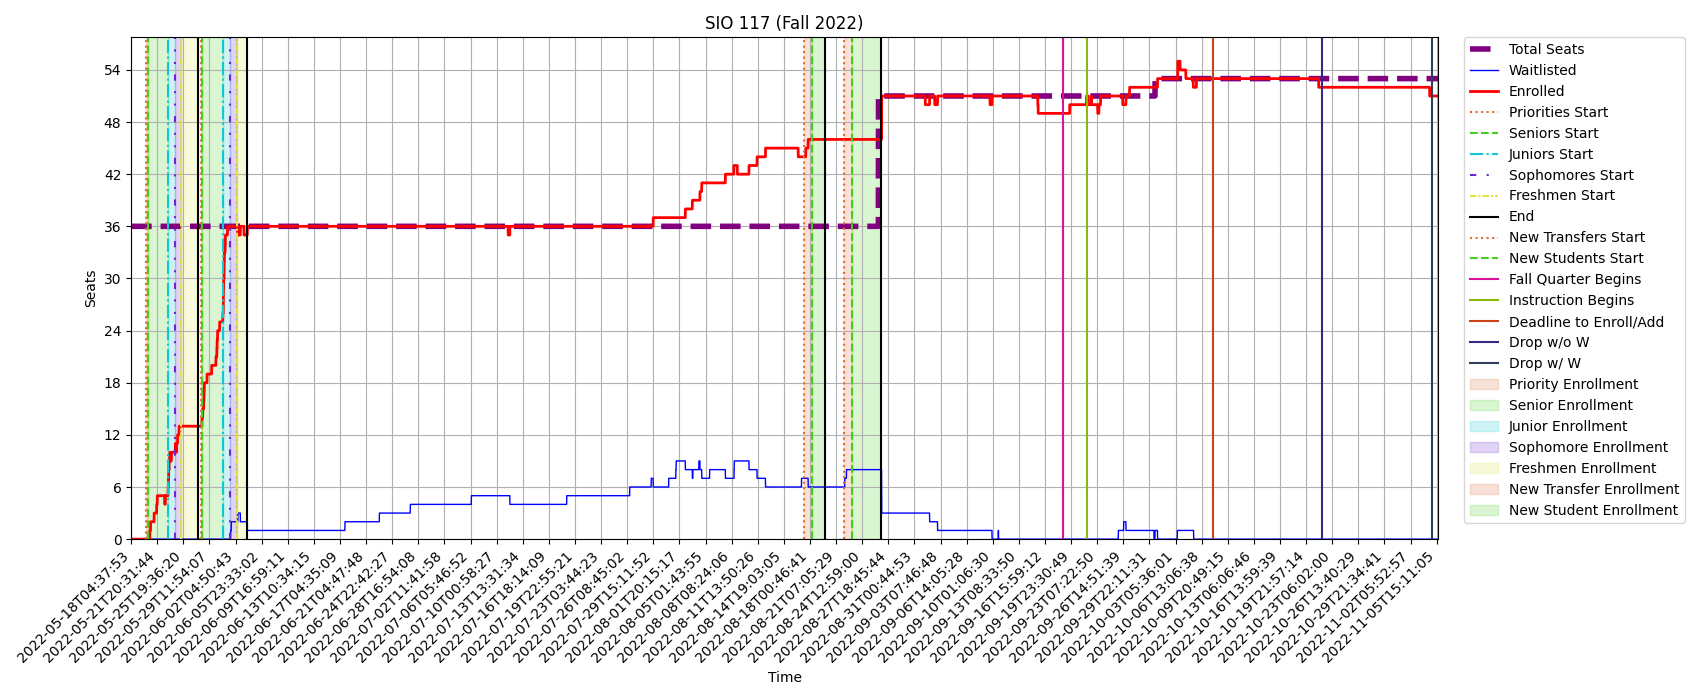 SIO 117 (Fall 2022)
Seats
54
48
42
36
30
24
18
12
6
0
2022-05-18T04:37:53
2022-05-21T20:31:44
2022-05-25T19:36:20
2022-05-29T11:54:07
2022-06-02T04:50:43
2022-06-05T23:33:02
2022-06-09T16:59:11
2022-06-13T10:34:15
2022-06-17T04:35:09
2022-06-21T04:47:48
2022-06-24T22:42:27
2022-06-28T16:54:08
2022-07-02T11:41:58
2022-07-06T05:46:52
2022-07-10T00:58:27
2022-07-13T13:31:34
2022-07-16T18:14:09
2022-07-19T22:55:21
2022-07-23T03:44:23
2022-07-26T08:45:02
2022-07-29T15:11:52
2022-08-01T20:15:17
2022-08-05T01:43:55
2022-08-08T08:24:06
2022-08-11T13:50:26
2022-08-14T19:03:05
2022-08-18T00:46:41
2022-08-21T07:05:29
2022-08-24T12:59:00
2022-08-27T18:45:44
2022-08-31T00:44:53
2022-09-03T07:46:48
2022-09-06T14:05:28
2022-09-10T01:06:30
2022-09-13T08:33:50
2022-09-16T15:59:12
2022-09-19T23:30:49
2022-09-23T07:22:50
2022-09-26T14:51:39
2022-09-29T22:11:31
2022-10-03T05:36:01
2022-10-06T13:06:38
2022-10-09T20:49:15
2022-10-13T06:06:46
2022-10-16T13:59:39
2022-10-19T21:57:14
2022-10-23T06:02:00
2022-10-26T13:40:29
2022-10-29T21:34:41
2022-11-02T05:52:57
2022-11-05T15:11:05
Time
Total Seats
Waitlisted
Enrolled
Priorities Start
Seniors Start
Juniors Start
Sophomores Start
Freshmen Start
End
New Transfers Start
New Students Start
Fall Quarter Begins
Instruction Begins
Deadline to Enroll/Add
Drop w/o W
Drop w/ W
Priority Enrollment
Senior Enrollment
Junior Enrollment
Sophomore Enrollment
Freshmen Enrollment
New Transfer Enrollment
New Student Enrollment